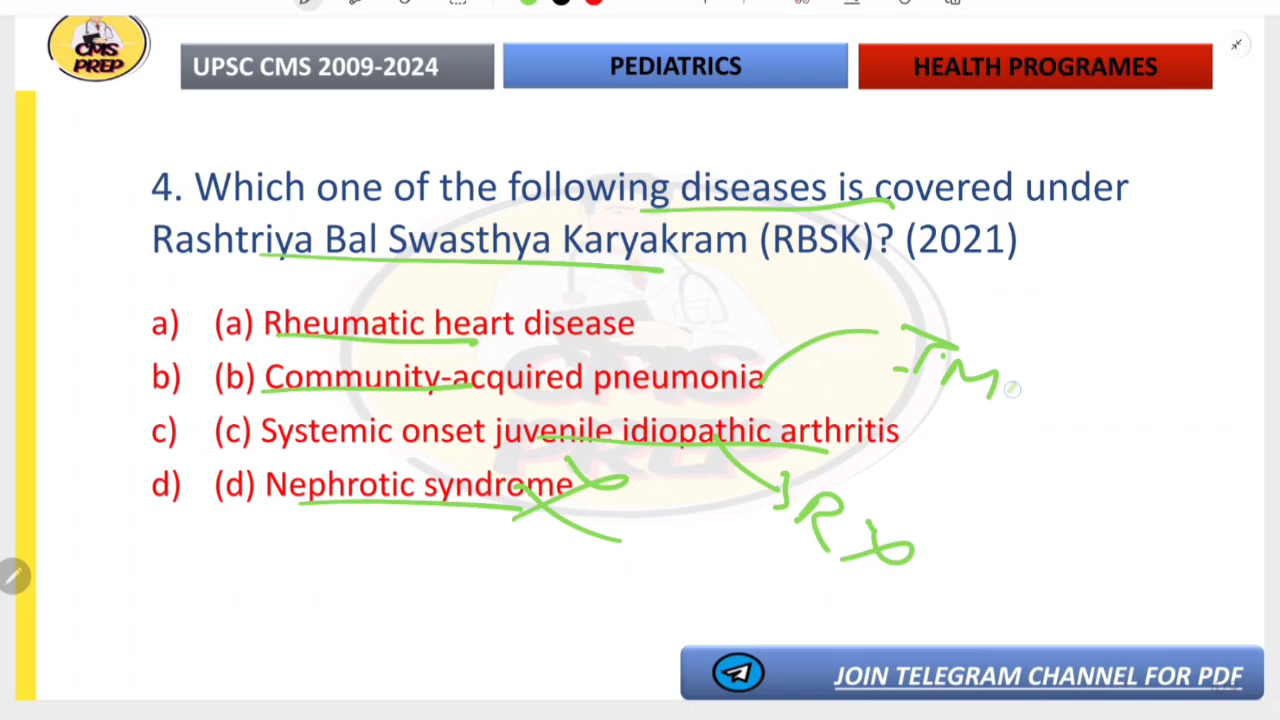 CMS
PREP
UPSC CMS 2009-2024
PEDIATRICS
HEALTH PROGRAMES
4. Which one of the following diseases is covered under
Rashtriya Bal Swasthya Karyakram (RBSK)? (2021)
a) (a) Rheumatic heart disease
b) (b) Community-acquired pneumonia
c) (c) Systemic onset juvenile idiopathic arthritis
d) (d) Nephrotic syndrome
CMS
PREP
JOIN TELEGRAM CHANNEL FOR PDF